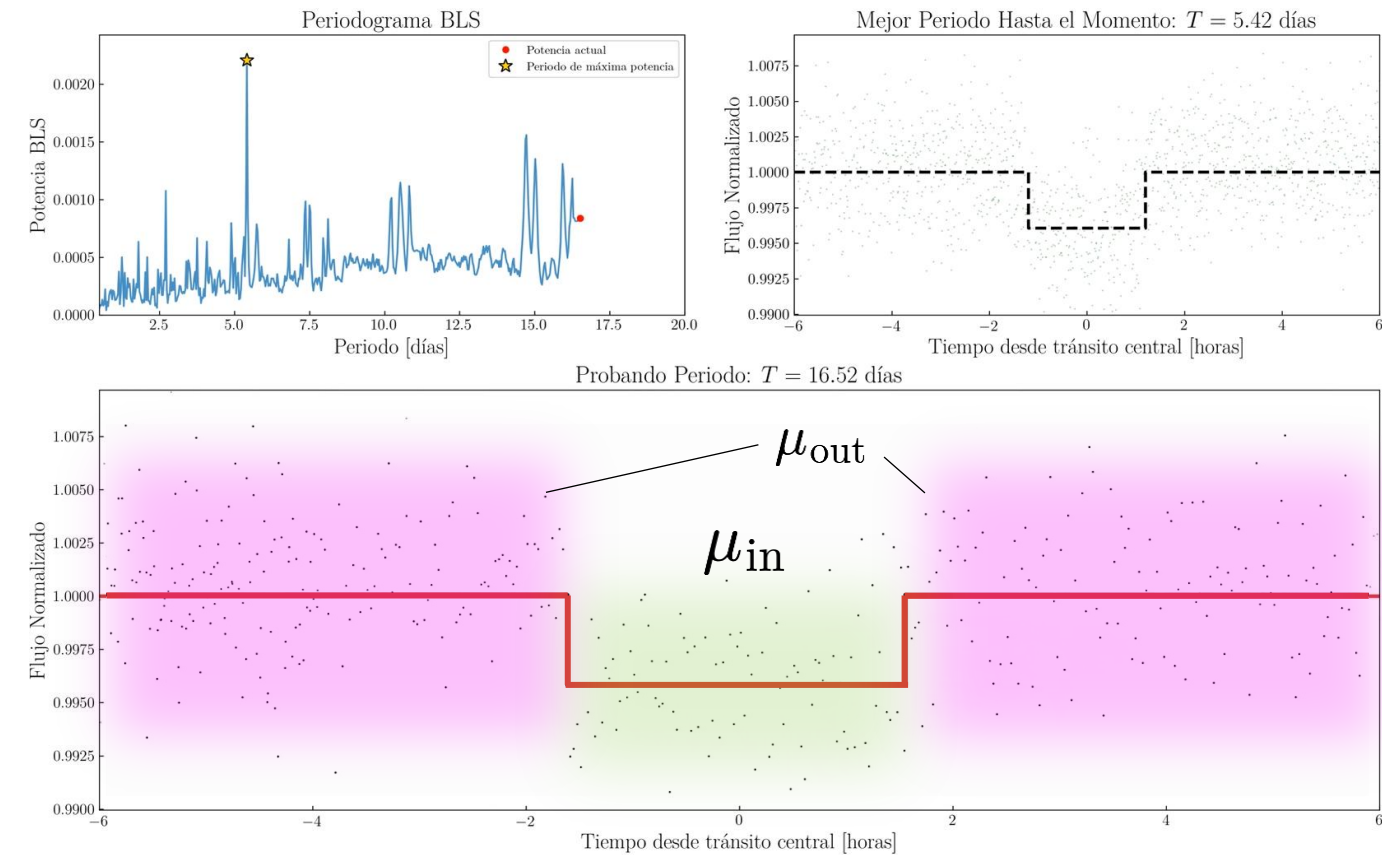 Periodograma BLS
Potencia actual
Periodo de máxima potencia
0.0020
0.0015
0.0010
0.0005
0.0000
Potencia BLS
2.5 5.0 7.5 10.0 12.5 15.0 17.5 20.0
Periodo [días]
Mejor Periodo Hasta el Momento: T = 5.42 días
1.0075
1.0050
1.0025
1.0000
0.9975
0.9950
0.9925
0.9900
Flujo Normalizado
−6 −4 −2 0 2 4 6
Tiempo desde tránsito central [horas]
Probando Periodo: T = 16.52 días
μout
μin
1.0075
1.0050
1.0025
1.0000
0.9975
0.9950
0.9925
0.9900
Flujo Normalizado
−6 −4 −2 0 2 4 6
Tiempo desde tránsito central [horas]